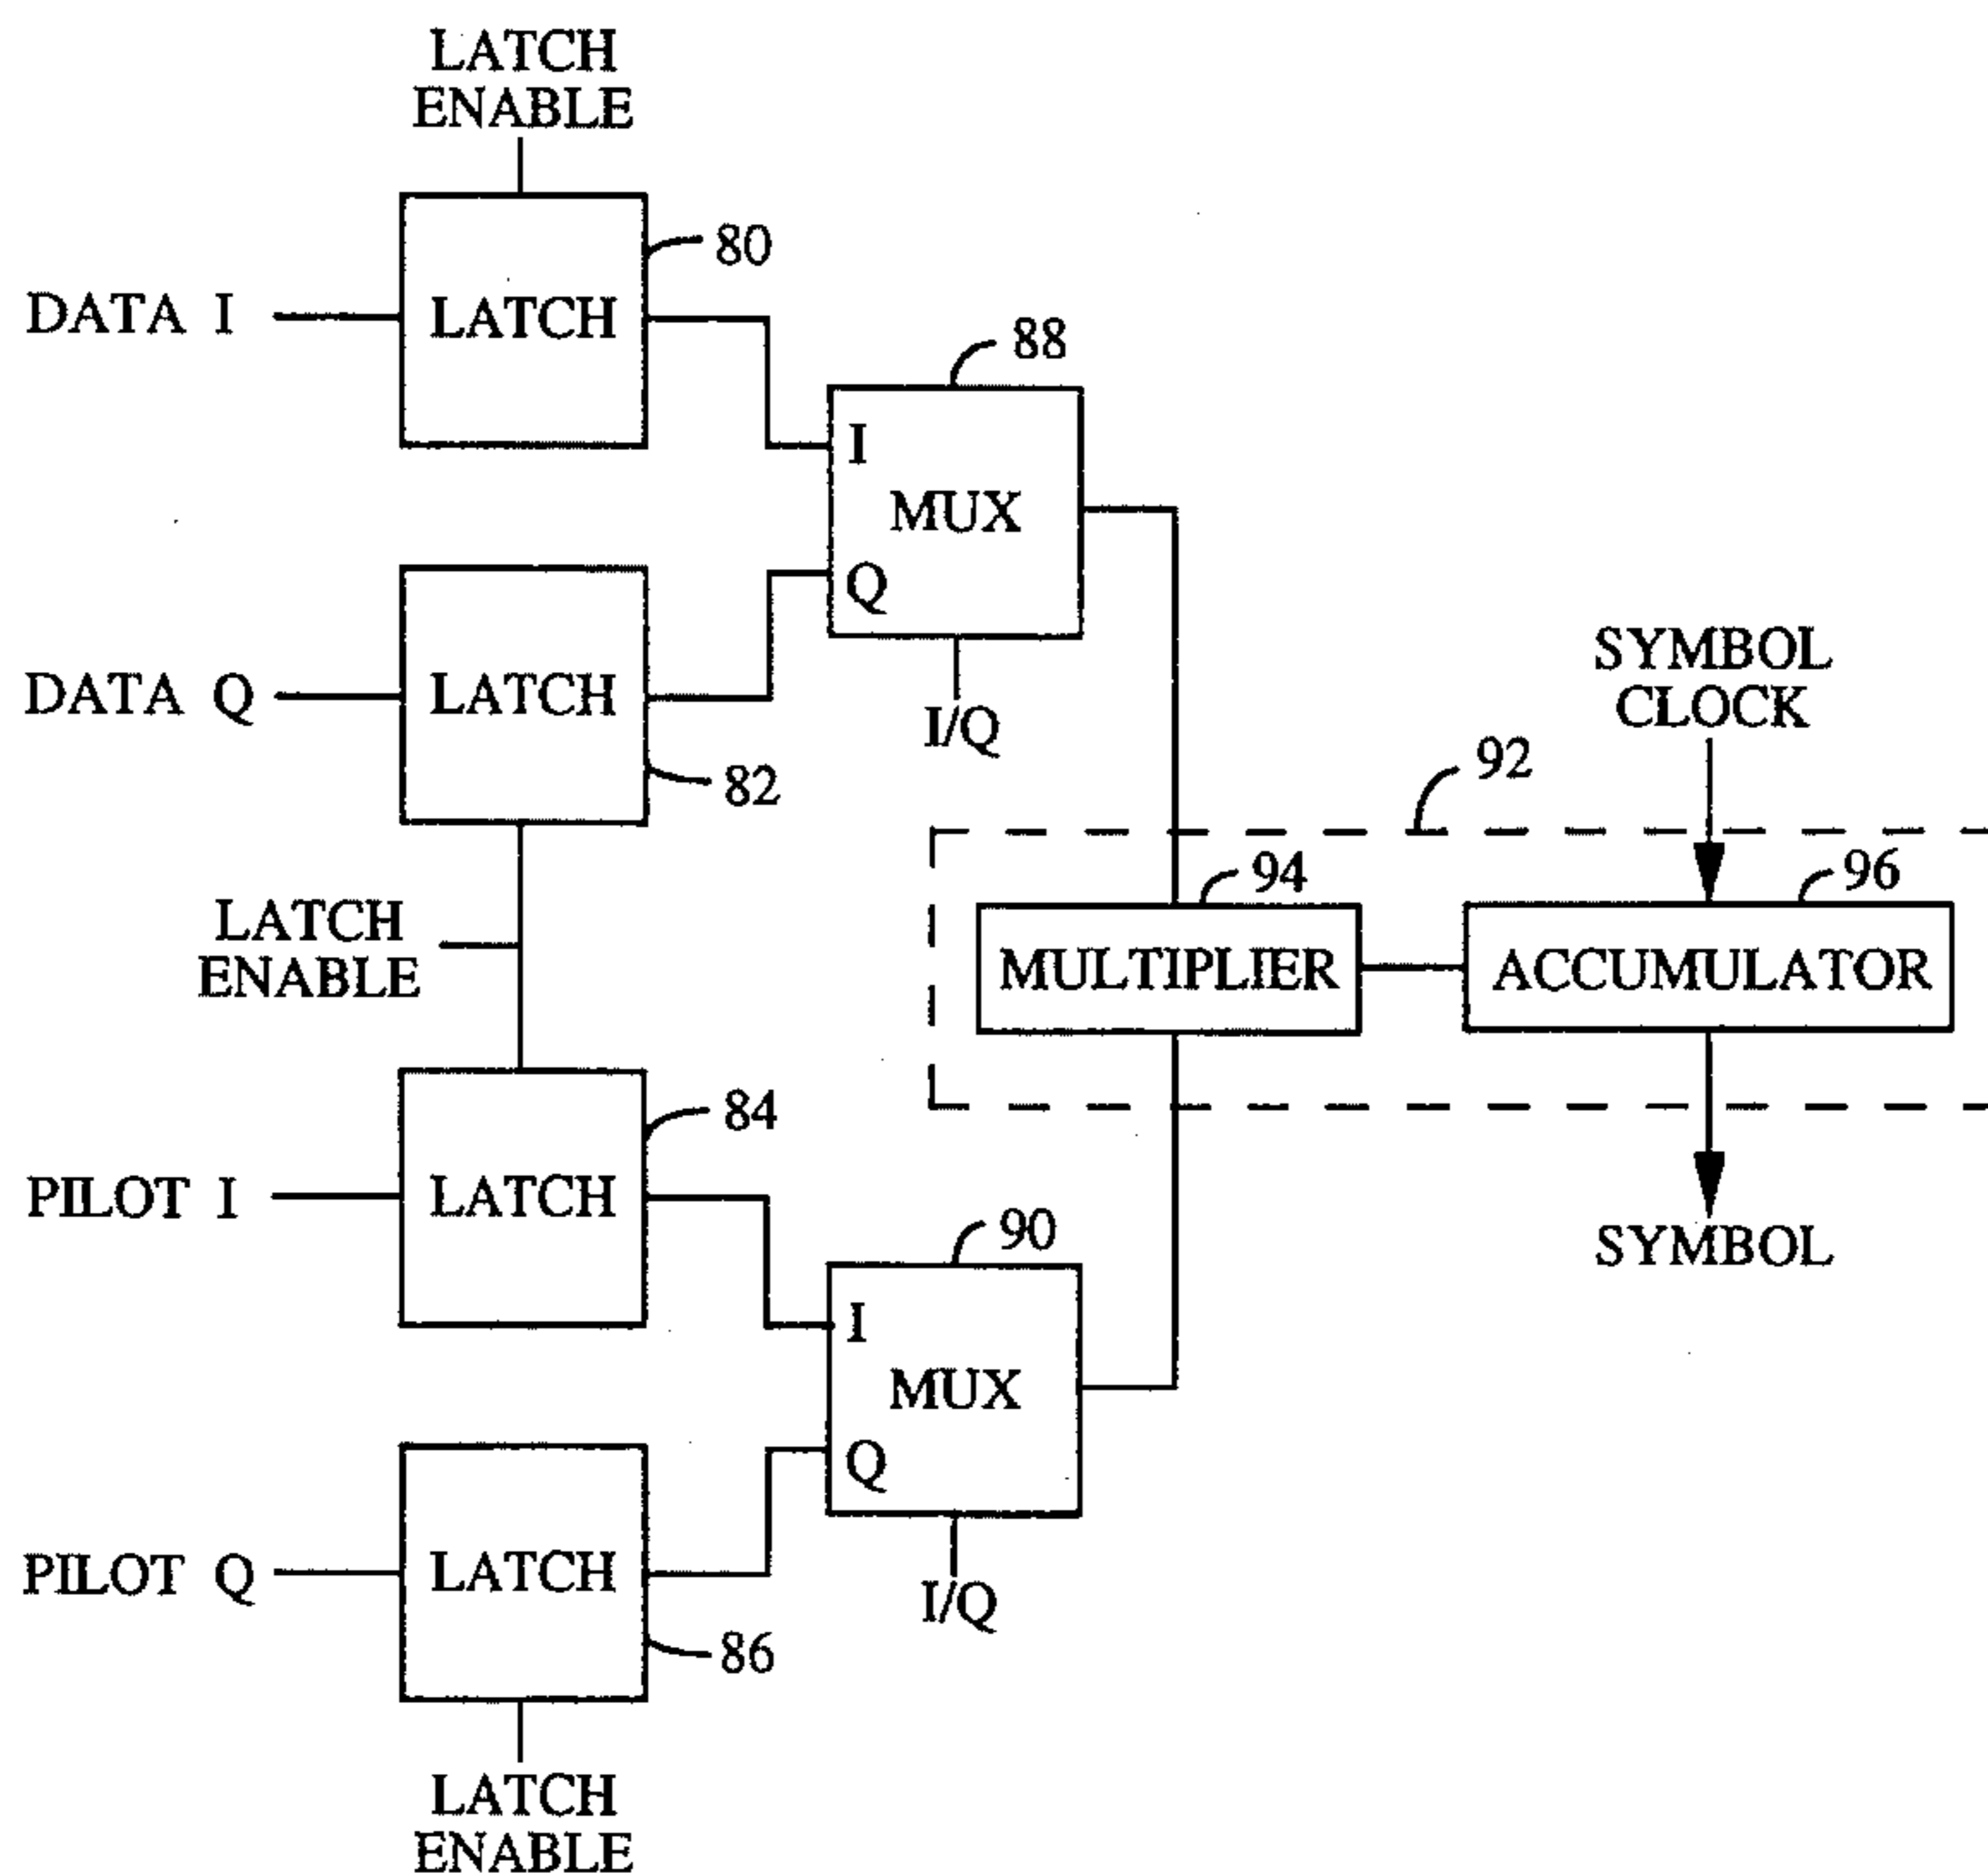 LATCH
ENABLE
80
DATA I
LATCH
88
I
MUX
Q
I/Q
DATA Q
LATCH
82
SYMBOL
CLOCK
92
94
96
LATCH
ENABLE
MULTIPLIER
ACCUMULATOR
84
PILOT I
LATCH
SYMBOL
90
I
MUX
Q
I/Q
PILOT Q
LATCH
86
LATCH
ENABLE